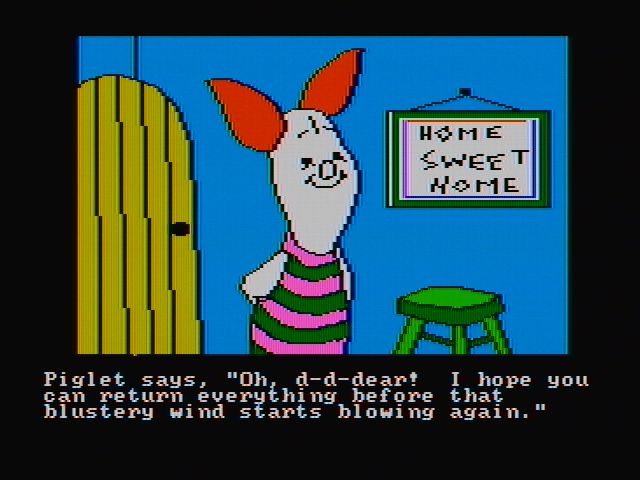 HOME
SWEET
HOME
Piglet says, "Oh, d-d-dear!  I hope you
can return everything before that
blustery wind starts blowing again."